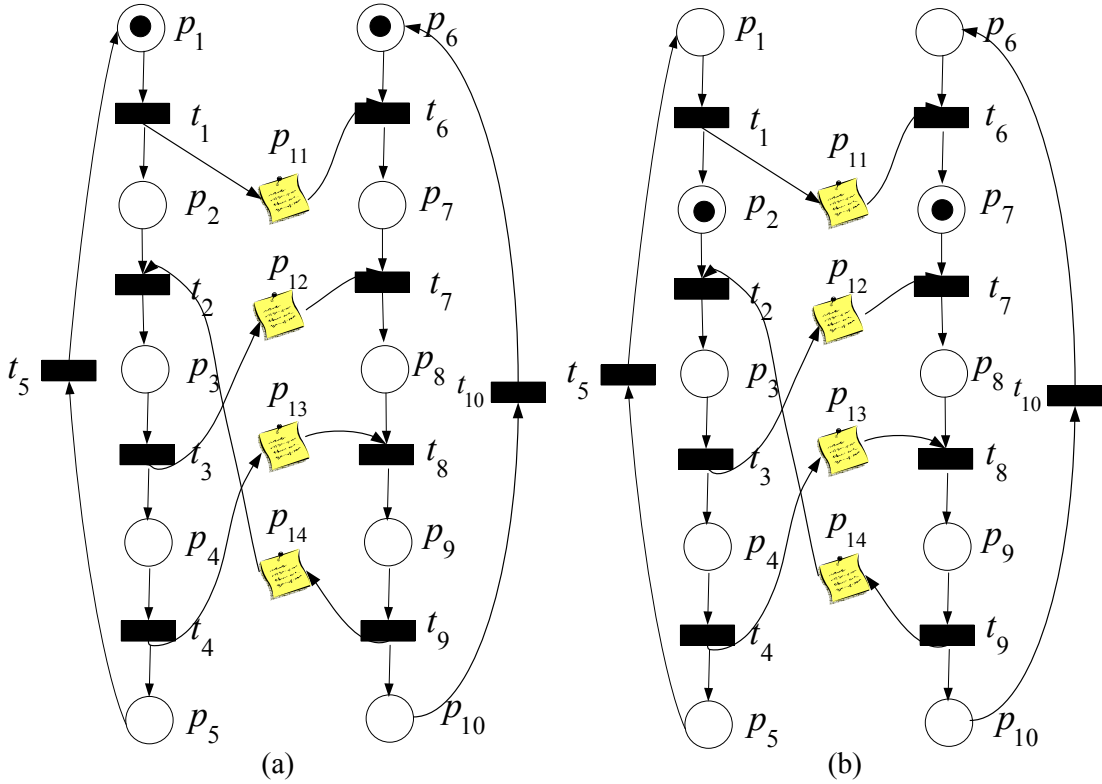 p1 p6
t1 t6
p11
p2 p7
p12
t2 t7
p3 p8
t5 t10
p13
t3 t8
p14
p4 p9
t4 t9
p5 p10
(a)
p1 p6
t1 t6
p11
p2 p7
p12
t2 t7
p3 p8
t5 t10
p13
t3 t8
p14
p4 p9
t4 t9
p5 p10
(b)